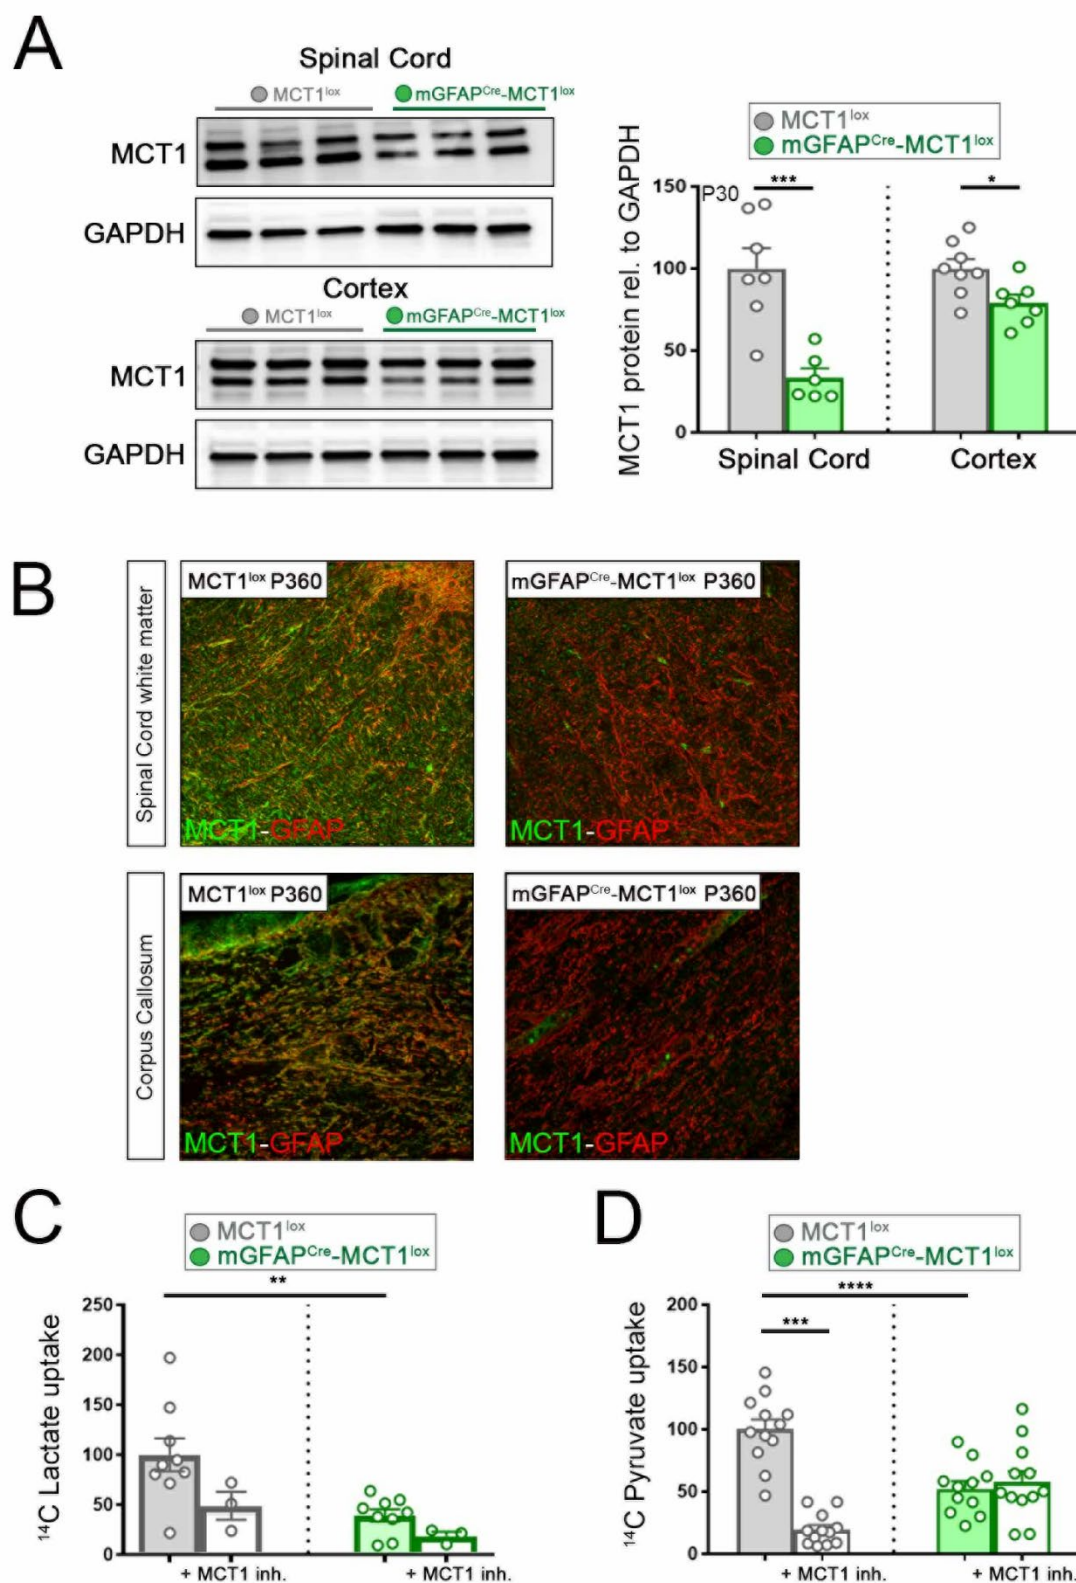 A
Spinal Cord
MCT1lox mGFAPCre-MCT1lox
MCT1
GAPDH
Cortex
MCT1lox mGFAPCre-MCT1lox
MCT1
GAPDH
MCT1lox
mGFAPCre-MCT1lox
MCT1 protein rel. to GAPDH
150
100
50
0
P30
***
*
Spinal Cord Cortex
B
Spinal Cord white matter
MCT1lox P360
MCT1-GFAP
mGFAPCre-MCT1lox P360
MCT1-GFAP
Corpus Callosum
MCT1lox P360
MCT1-GFAP
mGFAPCre-MCT1lox P360
MCT1-GFAP
C
MCT1lox
mGFAPCre-MCT1lox
**
14C Lactate uptake
250
200
150
100
50
0
+ MCT1 inh. + MCT1 inh.
D
MCT1lox
mGFAPCre-MCT1lox
****
***
14C Pyruvate uptake
200
150
100
50
0
+ MCT1 inh. + MCT1 inh.